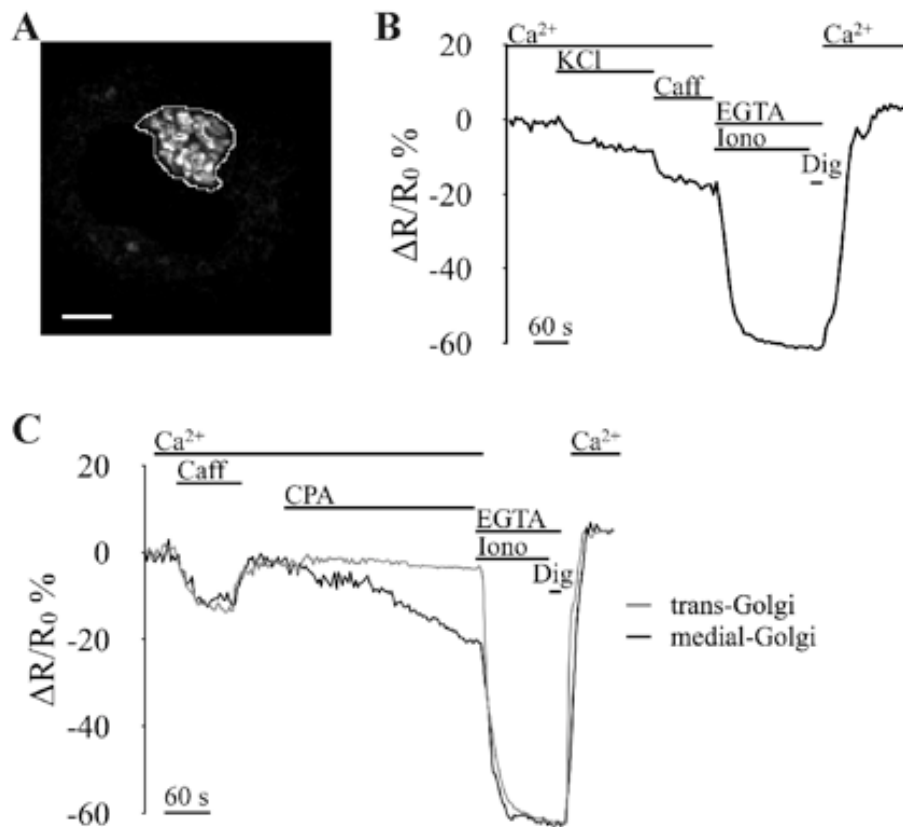 A
B
Ca²⁺ Ca²⁺
20
KCl
Caff
0
EGTA
Iono
Dig
-20
-40
-60
60 s
ΔR/R₀ %
C
Ca²⁺ Ca²⁺
20
Caff
CPA
EGTA
0
Iono
Dig
trans-Golgi
medial-Golgi
-20
-40
-60
60 s
ΔR/R₀ %